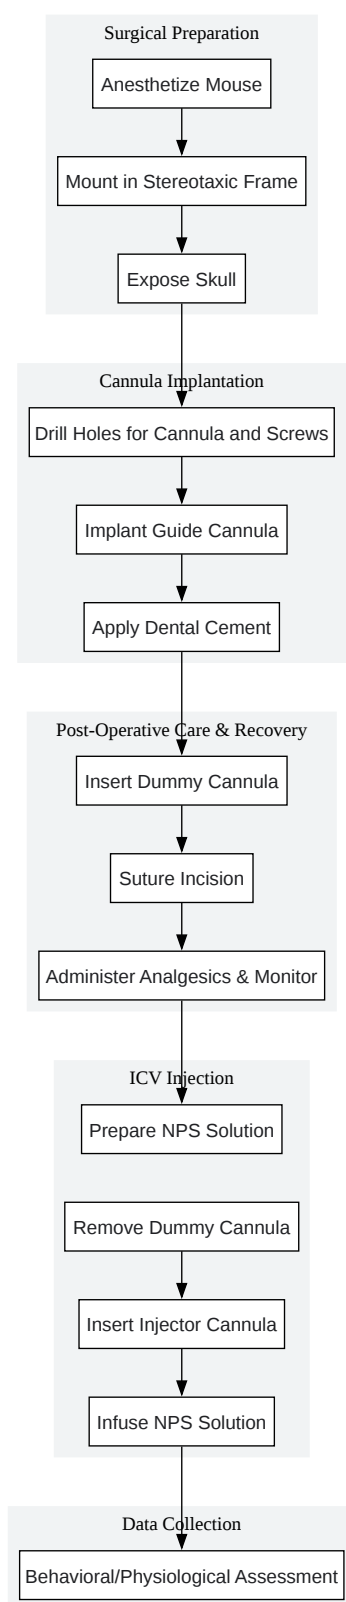 Surgical Preparation
Anesthetize Mouse
Mount in Stereotaxic Frame
Expose Skull
Cannula Implantation
Drill Holes for Cannula and Screws
Implant Guide Cannula
Apply Dental Cement
Post-Operative Care & Recovery
Insert Dummy Cannula
Suture Incision
Administer Analgesics & Monitor
ICV Injection
Prepare NPS Solution
Remove Dummy Cannula
Insert Injector Cannula
Infuse NPS Solution
Data Collection
Behavioral/Physiological Assessment